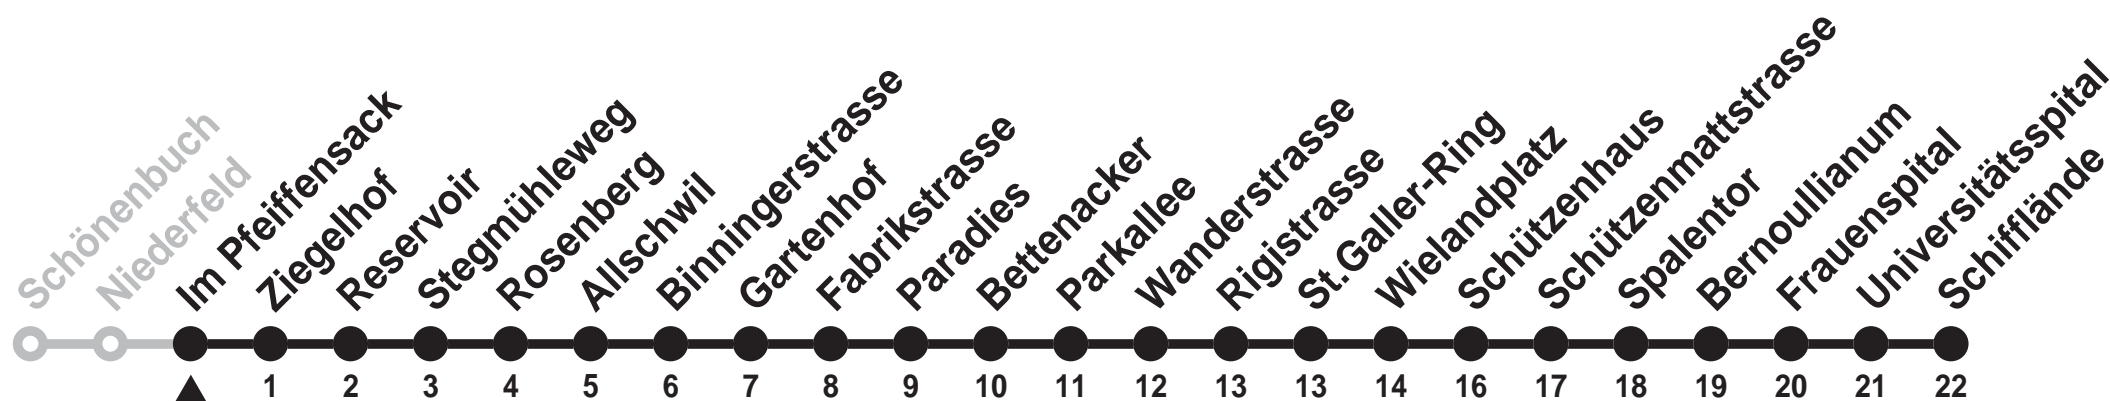 Schönenbuch
Niederfeld
Im Pfeiffensack
Ziegelhof
Reservoir
Stegmühleweg
Rosenberg
Allschwil
Binningerstrasse
Gartenhof
Fabrikstrasse
Paradies
Bettenacker
Parkallee
Wanderstrasse
Rigistrasse
St.Galler-Ring
Wielandplatz
Schützenhaus
Schützenmattstrasse
Spalentor
Bernoullianum
Frauenspital
Universitätsspital
Schifflände
1 2 3 4 5 6 7 8 9 10 11 12 13 13 14 16 17 18 19 20 21 22